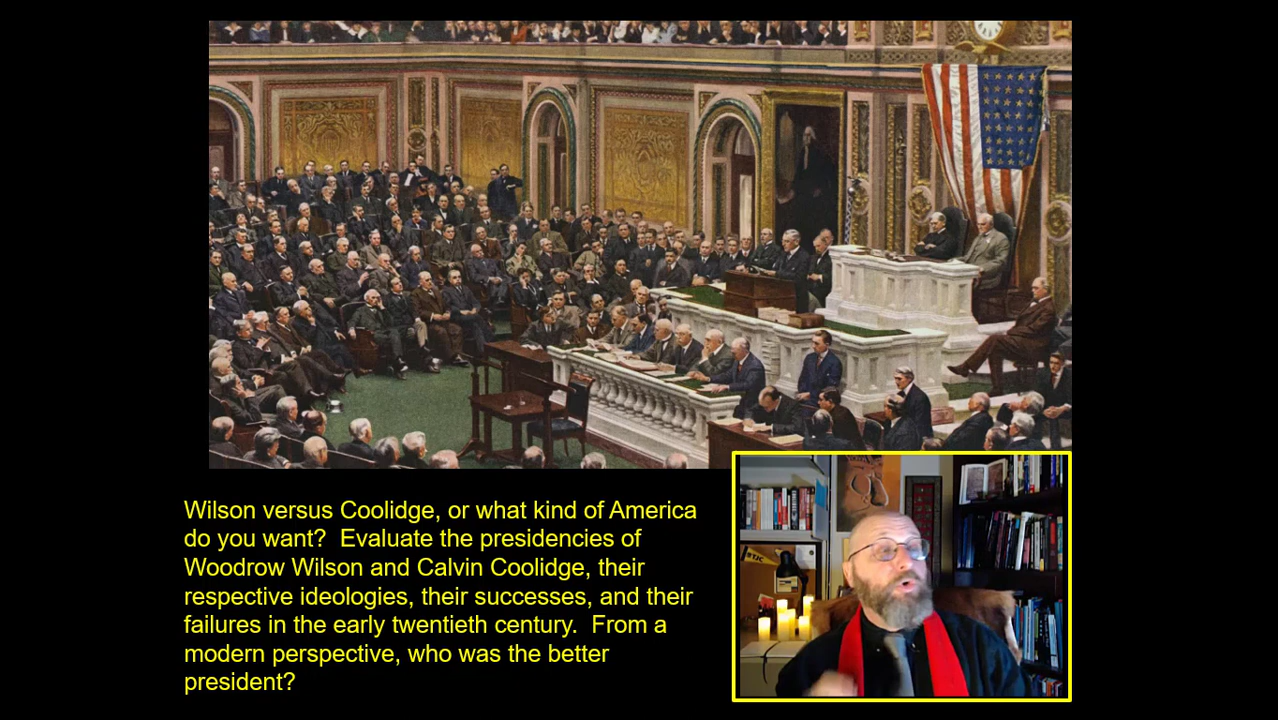 Wilson versus Coolidge, or what kind of America
do you want?  Evaluate the presidencies of
Woodrow Wilson and Calvin Coolidge, their
respective ideologies, their successes, and their
failures in the early twentieth century.  From a
modern perspective, who was the better
president?
TJC